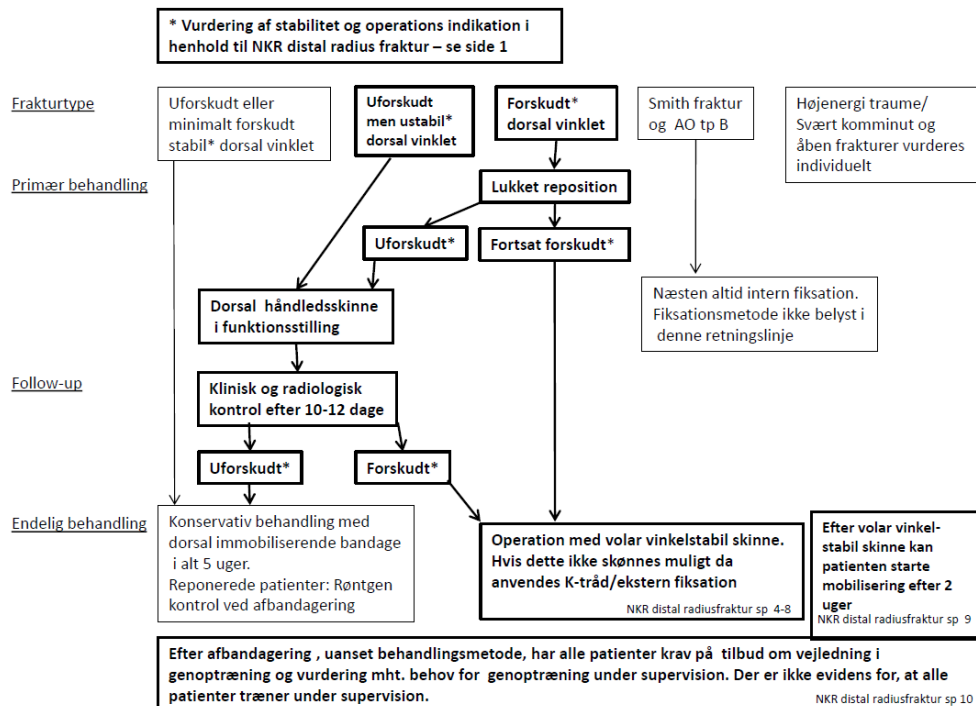 * Vurdering af stabilitet og operations indikation i
henhold til NKR distal radius fraktur – se side 1
Frakturtype
Uforskudt eller
minimalt forskudt
stabil* dorsal vinklet
Uforskudt
men ustabil*
dorsal vinklet
Forskudt*
dorsal vinklet
Smith fraktur
og AO tp B
Højenergi traume/
Svært komminut og
åben frakturer vurderes
individuelt
Primær behandling
Lukket reposition
Uforskudt*
Fortsat forskudt*
Dorsal håndledsskinne
i funktionsstilling
Næsten altid intern fiksation.
Fiksationsmetode ikke belyst i
denne retningslinje
Follow-up
Klinisk og radiologisk
kontrol efter 10-12 dage
Uforskudt*
Forskudt*
Endelig behandling
Konservativ behandling med
dorsal immobiliserende bandage
i alt 5 uger.
Reponerede patienter: Røntgen
kontrol ved afbandagering
Operation med volar vinkelstabil skinne.
Hvis dette ikke skønnes muligt da
anvendes K-tråd/ekstern fiksation
NKR distal radiusfraktur sp 4-8
Efter volar vinkel-
stabil skinne kan
patienten starte
mobilisering efter 2
uger
NKR distal radiusfraktur sp 9
Efter afbandagering , uanset behandlingsmetode, har alle patienter krav på tilbud om vejledning i
genoptræning og vurdering mht. behov for genoptræning under supervision. Der er ikke evidens for, at alle
patienter træner under supervision.
NKR distal radiusfraktur sp 10